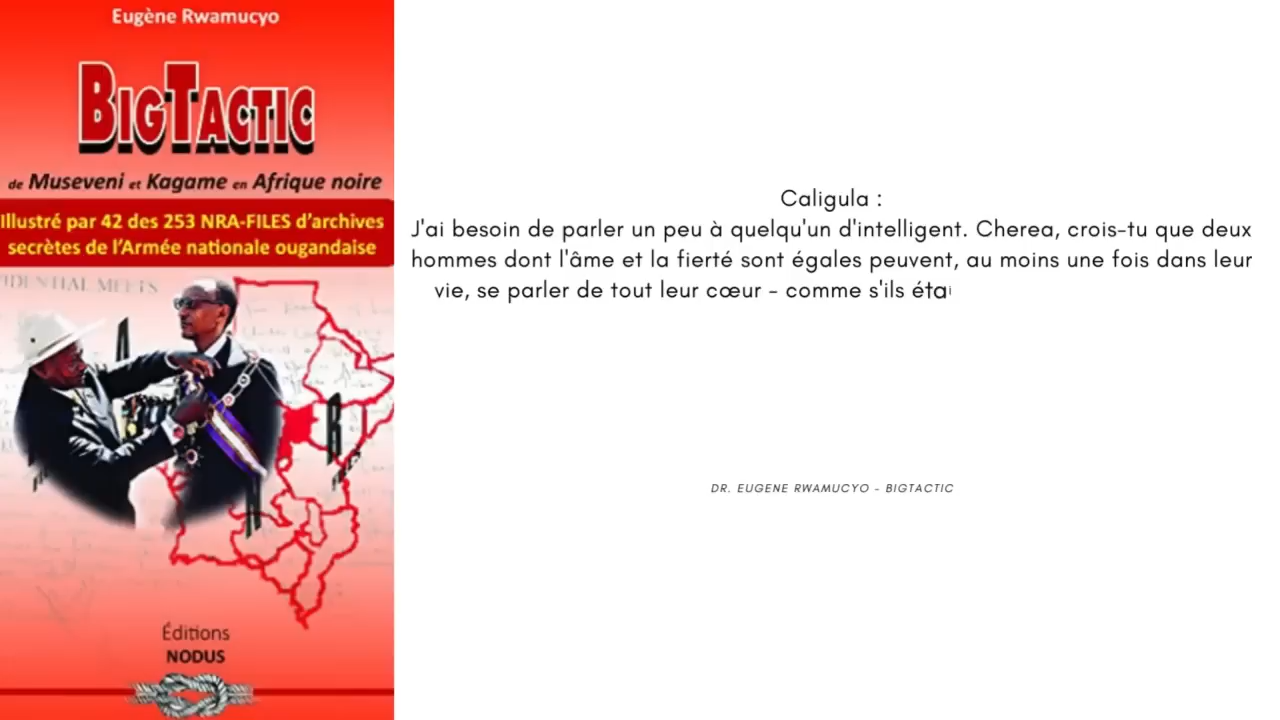 Eugène Rwamucyo
BIGTACTIC
de Museveni et Kagame en Afrique noire
Illustré par 42 des 253 NRA-FILES d'archives
secrètes de l'Armée nationale ougandaise
IDENTIAL MEETS
Éditions
NODUS
Caligula :
J'ai besoin de parler un peu à quelqu'un d'intelligent. Cherea, crois-tu que deux
hommes dont l'âme et la fierté sont égales peuvent, au moins une fois dans leur
vie, se parler de tout leur cœur - comme s'ils étai
DR. EUGENE RWAMUCYO - BIGTACTIC